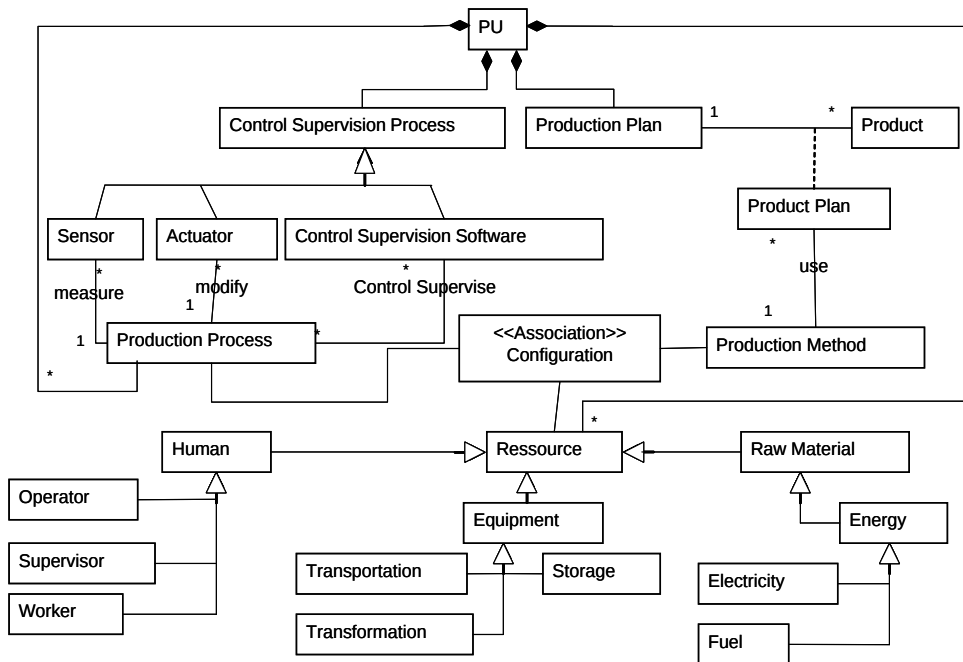 PU
Control Supervision Process
Production Plan
1
*
Product
Product Plan
*
use
1
Sensor
Actuator
Control Supervision Software
*
*
*
measure
modify
Control Supervise
1
1
*
Production Process
*
<<Association>>
Configuration
Production Method
*
Human
Ressource
Raw Material
Operator
Equipment
Energy
Supervisor
Transportation
Storage
Electricity
Worker
Transformation
Fuel